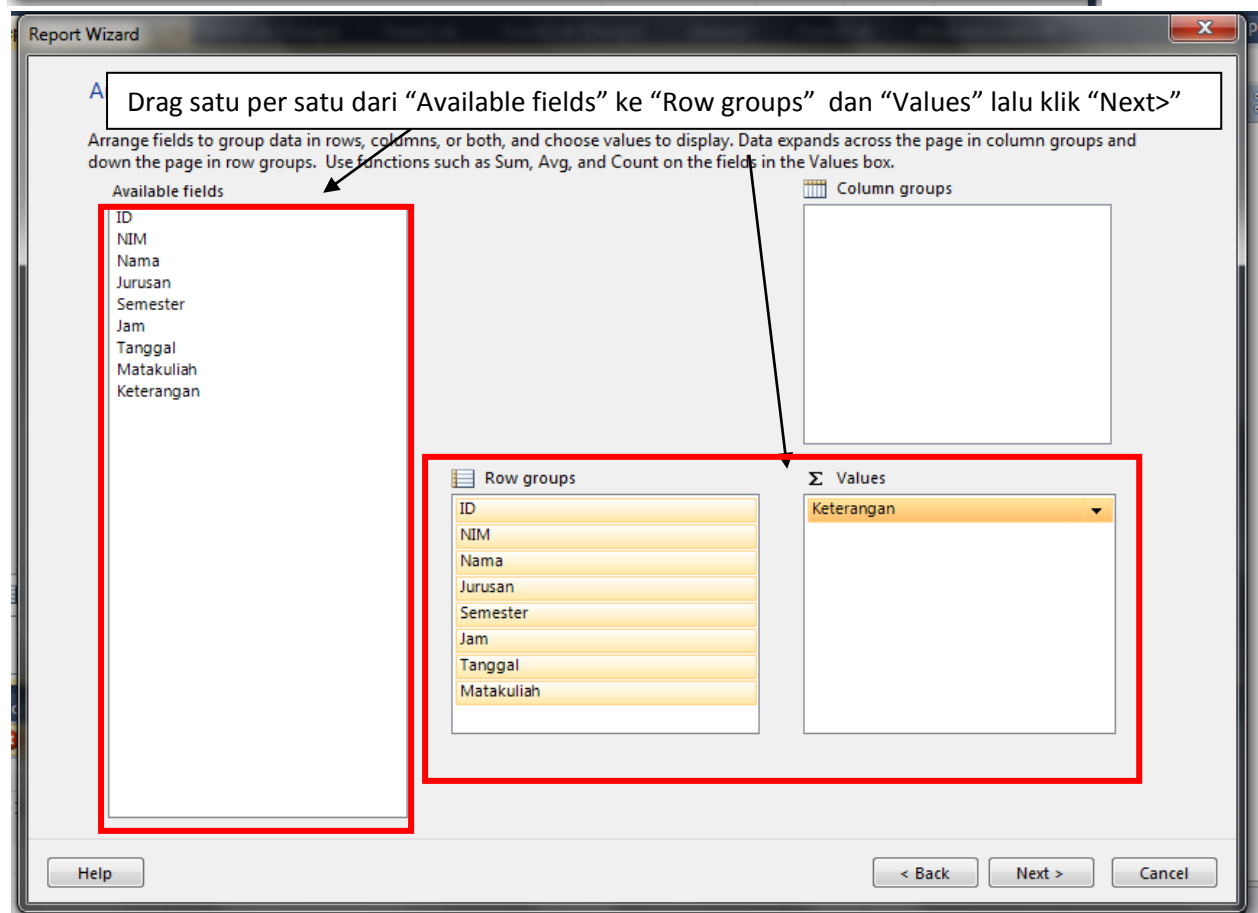 Report Wizard
Drag satu per satu dari “Available fields” ke “Row groups”  dan “Values” lalu klik “Next>”
Arrange fields to group data in rows, columns, or both, and choose values to display. Data expands across the page in column groups and
down the page in row groups.  Use functions such as Sum, Avg, and Count on the fields in the Values box.
Available fields
ID
NIM
Nama
Jurusan
Semester
Jam
Tanggal
Matakuliah
Keterangan
Column groups
Row groups
ID
NIM
Nama
Jurusan
Semester
Jam
Tanggal
Matakuliah
Σ Values
Keterangan
Help
< Back
Next >
Cancel